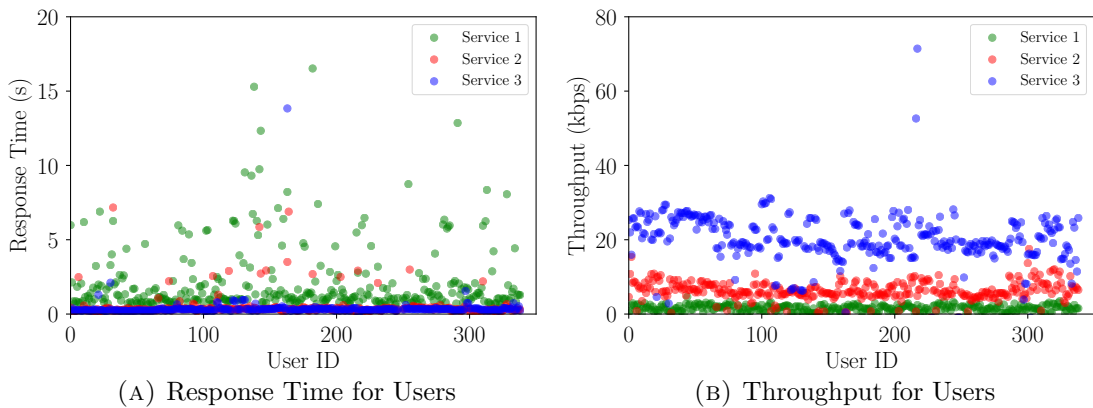 20
15
10
5
0
Response Time (s)
0
100
200
300
User ID
Service 1
Service 2
Service 3
(A) Response Time for Users
80
60
40
20
0
Throughput (kbps)
0
100
200
300
User ID
Service 1
Service 2
Service 3
(B) Throughput for Users